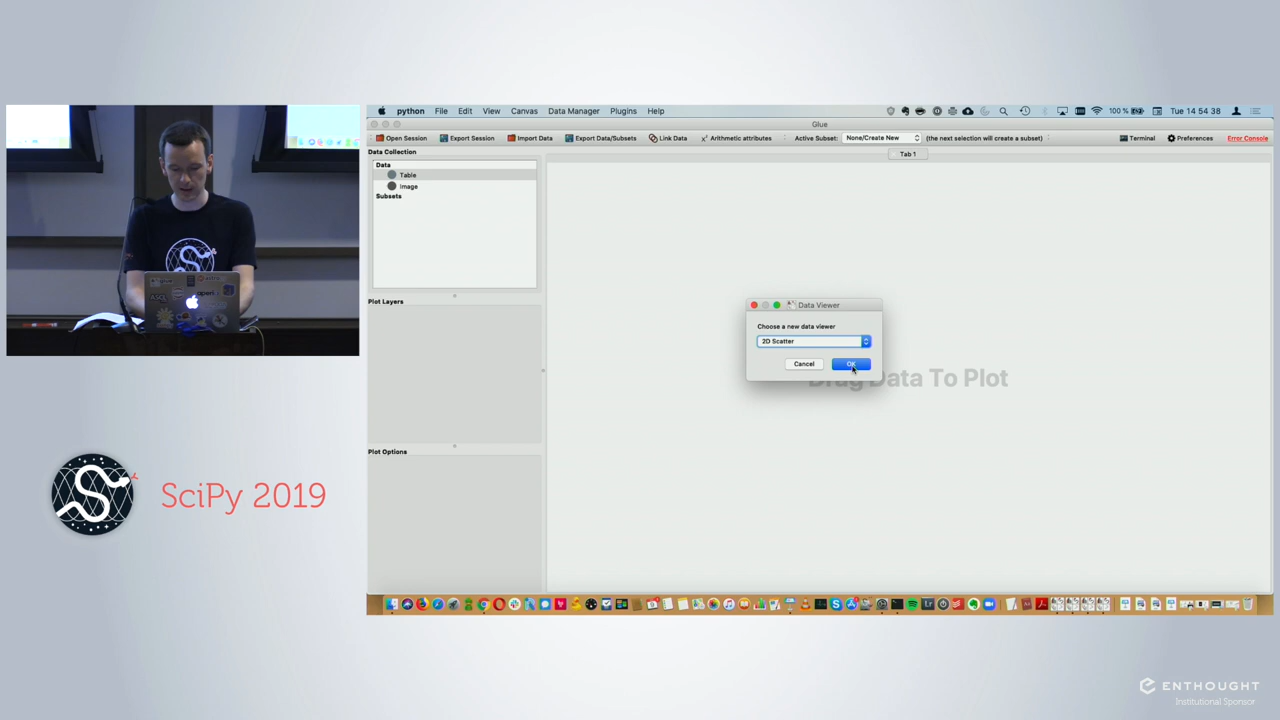 python File Edit View Canvas Data Manager Plugins Help 100 % Tue 14 54 38
Glue
Open Session Export Session Import Data Export Data/Subsets Link Data Arithmetic attributes Active Subset: None/Create New (the next selection will create a subset) Terminal Preferences Error Console
Data Collection
Tab 1
Data
Table
Image
Subsets
Plot Layers
Plot Options
Data Viewer
Choose a new data viewer
2D Scatter
Cancel OK
Drag Data To Plot
SciPy 2019
ENTHOUGHT
Institutional Sponsor